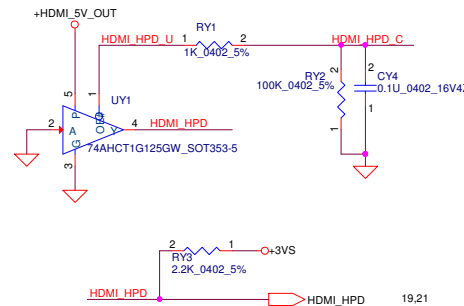 +HDMI_5V_OUT
HDMI_HPD_U
1
RY1
2
HDMI_HPD_C
1K_0402_5%
5
1
P
OE#
UY1
2
A
Y
4
HDMI_HPD
G
3
74AHCT1G125GW_SOT353-5
2
RY2
100K_0402_5%
1
2
CY4
0.1U_0402_16V4Z
1
2
1
+3VS
RY3
2.2K_0402_5%
HDMI_HPD
HDMI_HPD
19,21